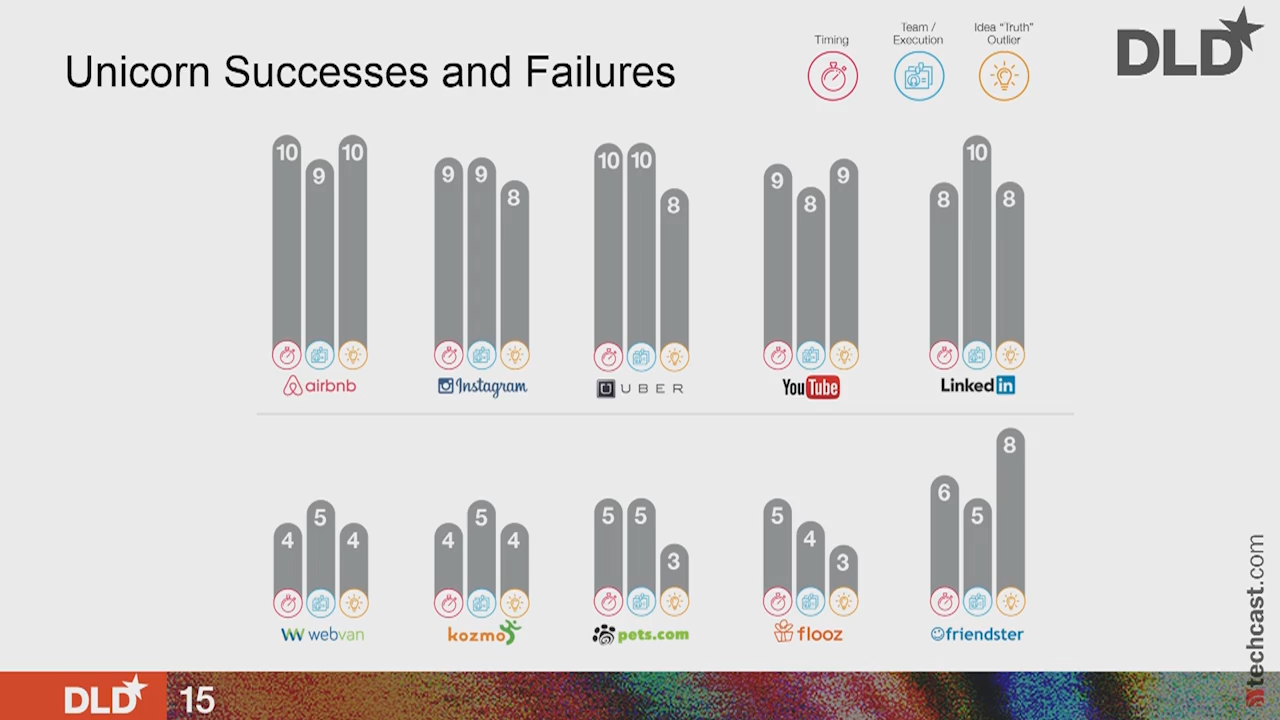 Unicorn Successes and Failures
Timing
Team /
Execution
Idea “Truth”
Outlier
DLD
10 9 10
9 9 8
10 10 8
9 8 9
8 10 8
airbnb
Instagram
UBER
YouTube
Linked in
4 5 4
4 5 4
5 5 3
5 4 3
6 5 8
webvan
kozmo
pets.com
flooz
friendster
techcast.com
DLD 15